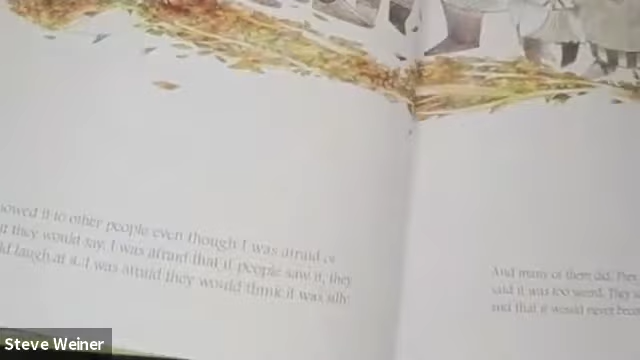 owed it to other people even though I was afraid of
t they would say. I was afraid that if people saw it, they
ld laugh at it. I was afraid they would think it was silly.
And many of them did. They
said it was too weird. They
and that it would never
Steve Weiner